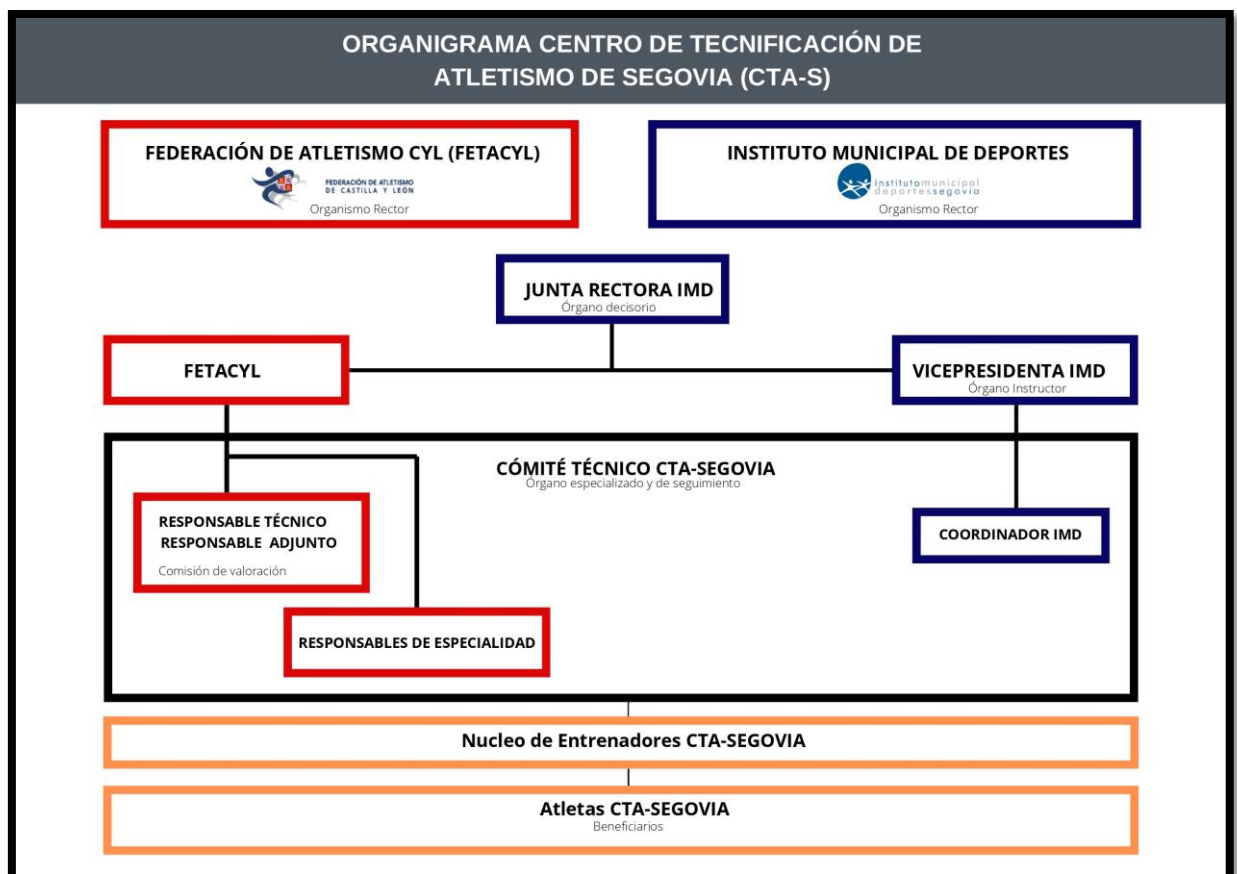 ORGANIGRAMA CENTRO DE TECNIFICACIÓN DE
ATLETISMO DE SEGOVIA (CTA-S)
FEDERACIÓN DE ATLETISMO CYL (FETACYL)
FEDERACIÓN DE ATLETISMO
DE CASTILLA Y LEÓN
Organismo Rector
INSTITUTO MUNICIPAL DE DEPORTES
institutomunicipal
deportessegovia
Organismo Rector
JUNTA RECTORA IMD
Órgano decisorio
FETACYL
VICEPRESIDENTA IMD
Órgano Instructor
CÓMITÉ TÉCNICO CTA-SEGOVIA
Órgano especializado y de seguimiento
RESPONSABLE TÉCNICO
RESPONSABLE ADJUNTO
Comisión de valoración
COORDINADOR IMD
RESPONSABLES DE ESPECIALIDAD
Nucleo de Entrenadores CTA-SEGOVIA
Atletas CTA-SEGOVIA
Beneficiarios